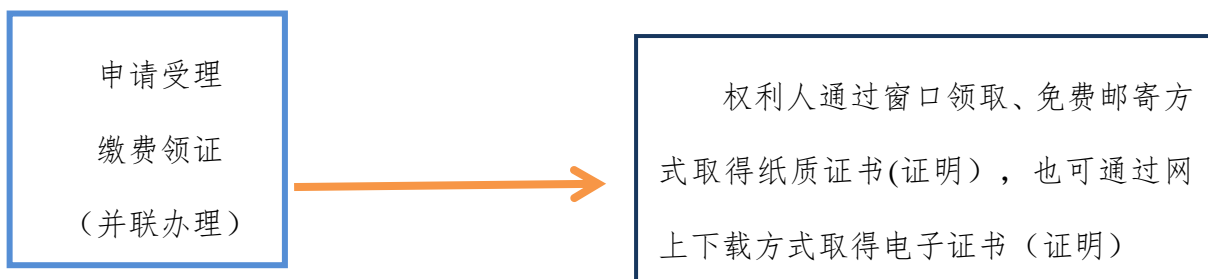 申请受理
缴费领证
（并联办理）
权利人通过窗口领取、免费邮寄方
式取得纸质证书(证明），也可通过网
上下载方式取得电子证书（证明）